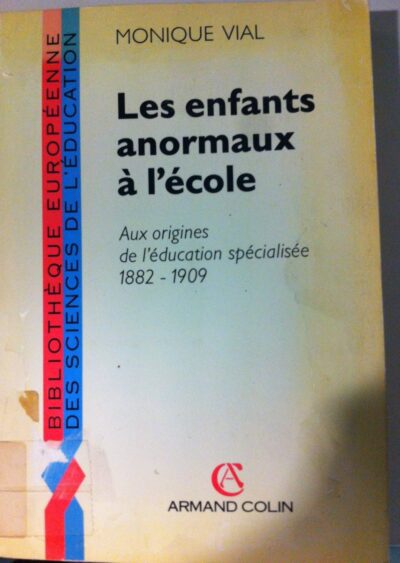 MONIQUE VIAL
Les enfants
anormaux
à l'école
Aux origines
de l'éducation spécialisée
1882 - 1909
BIBLIOTHÈQUE EUROPÉENNE
DES SCIENCES DE L'ÉDUCATION
AC
ARMAND COLIN